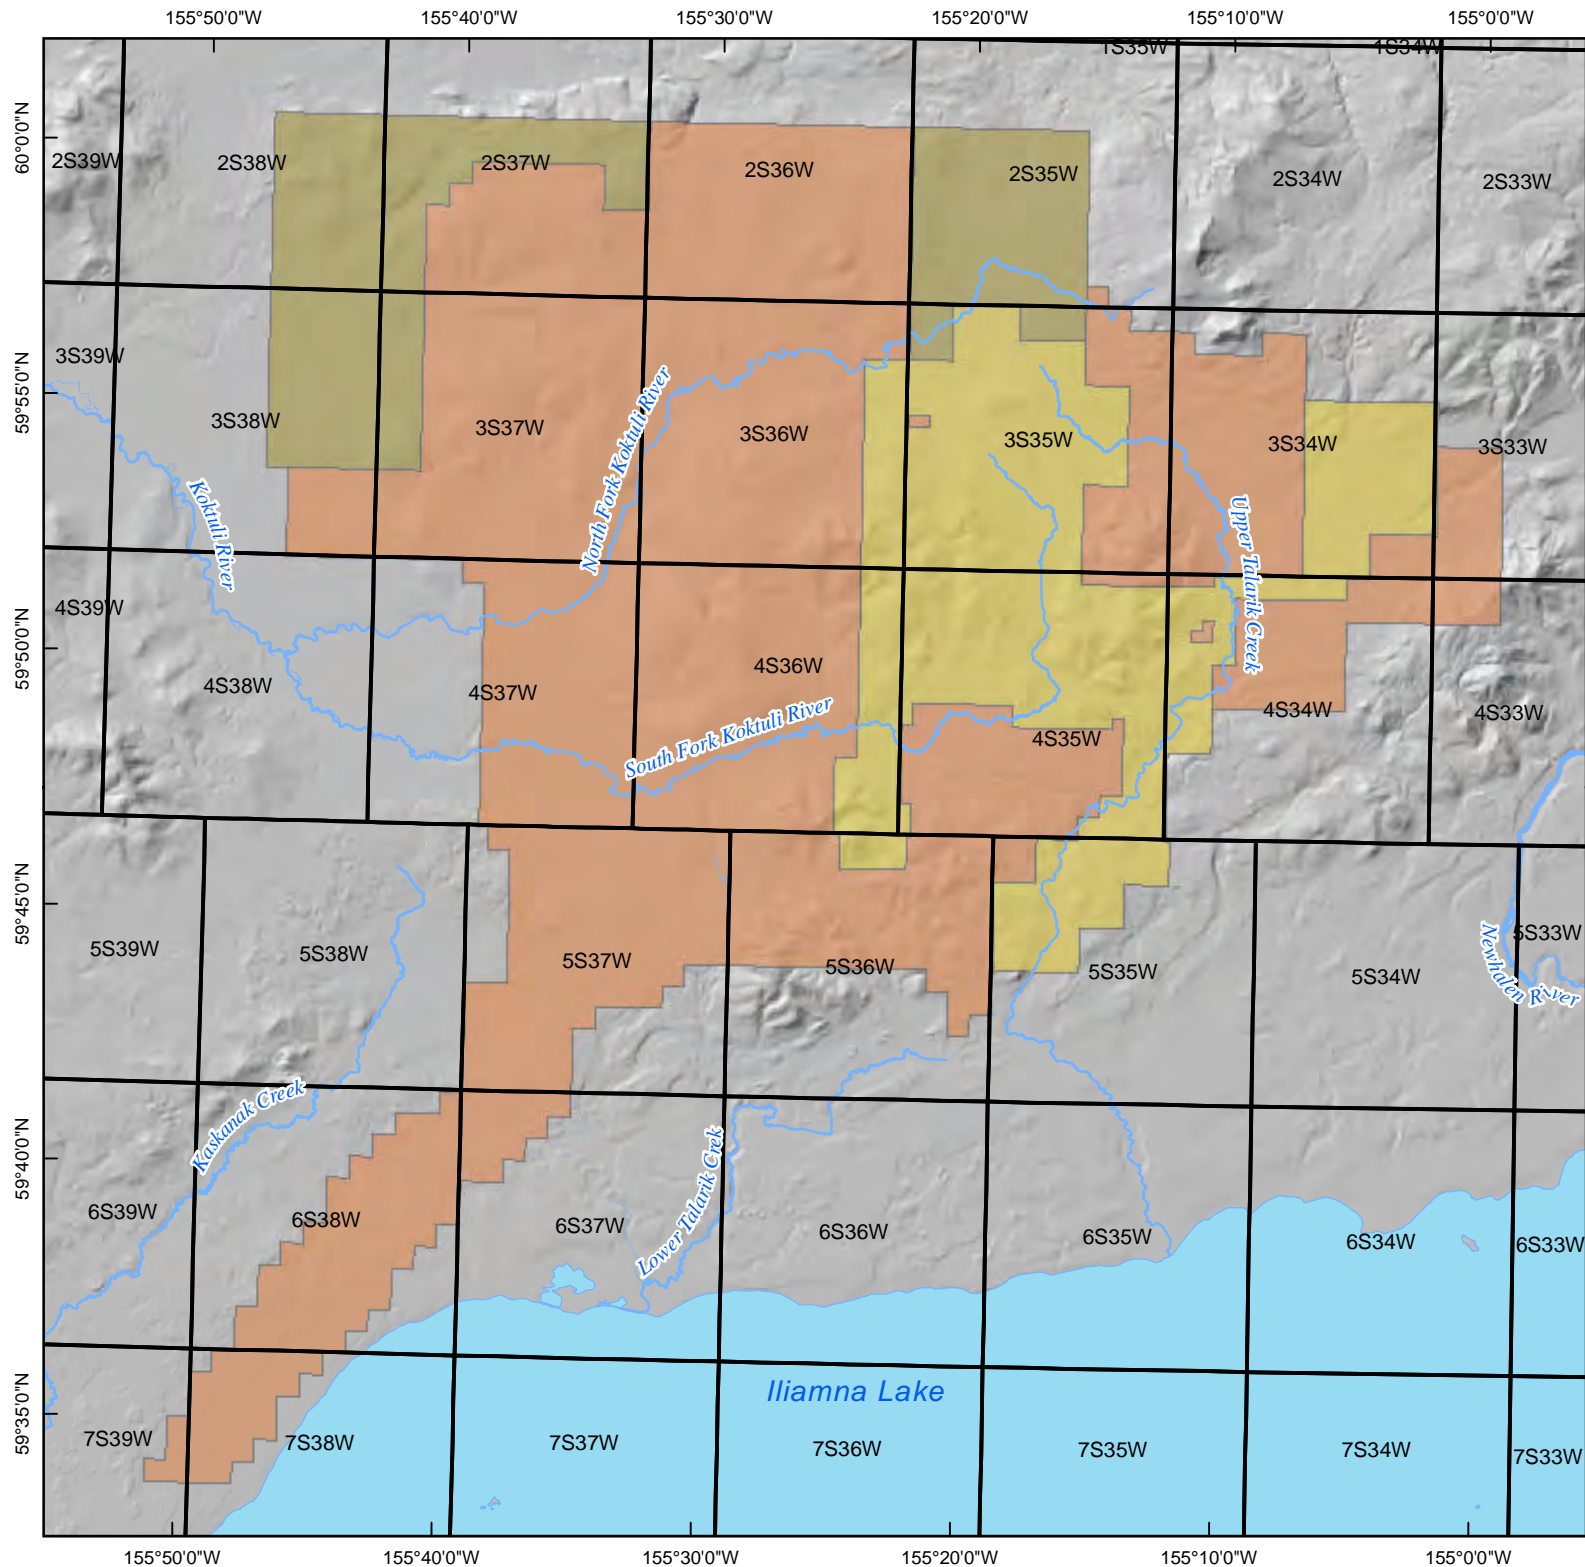 155°50'0"W 155°40'0"W 155°30'0"W 155°20'0"W 155°10'0"W 155°0'0"W
1S35W 1S34W
60°0'0"N
2S39W 2S38W 2S37W 2S36W 2S35W 2S34W 2S33W
59°55'0"N
3S39W 3S38W 3S37W 3S36W 3S35W 3S34W 3S33W
Koktuli River
North Fork Koktuli River
Upper Talarik Creek
59°50'0"N
4S39W 4S38W 4S37W 4S36W 4S35W 4S34W 4S33W
South Fork Koktuli River
59°45'0"N
5S39W 5S38W 5S37W 5S36W 5S35W 5S34W 5S33W
Newhalen River
Kaskanak Creek
Lower Talarik Crek
59°40'0"N
6S39W 6S38W 6S37W 6S36W 6S35W 6S34W 6S33W
Iliamna Lake
59°35'0"N
7S39W 7S38W 7S37W 7S36W 7S35W 7S34W 7S33W
155°50'0"W 155°40'0"W 155°30'0"W 155°20'0"W 155°10'0"W 155°0'0"W